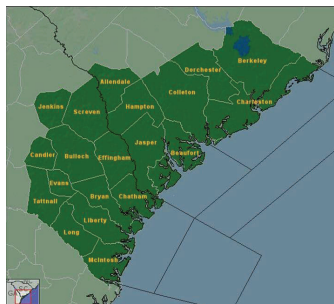 Berkeley
Dorchester
Allendale
Colleton
Charleston
Jenkins
Screven
Hampton
Jasper
Beaufort
Candler
Bulloch
Effingham
Evans
Tattnall
Bryan
Chatham
Liberty
Long
McIntosh